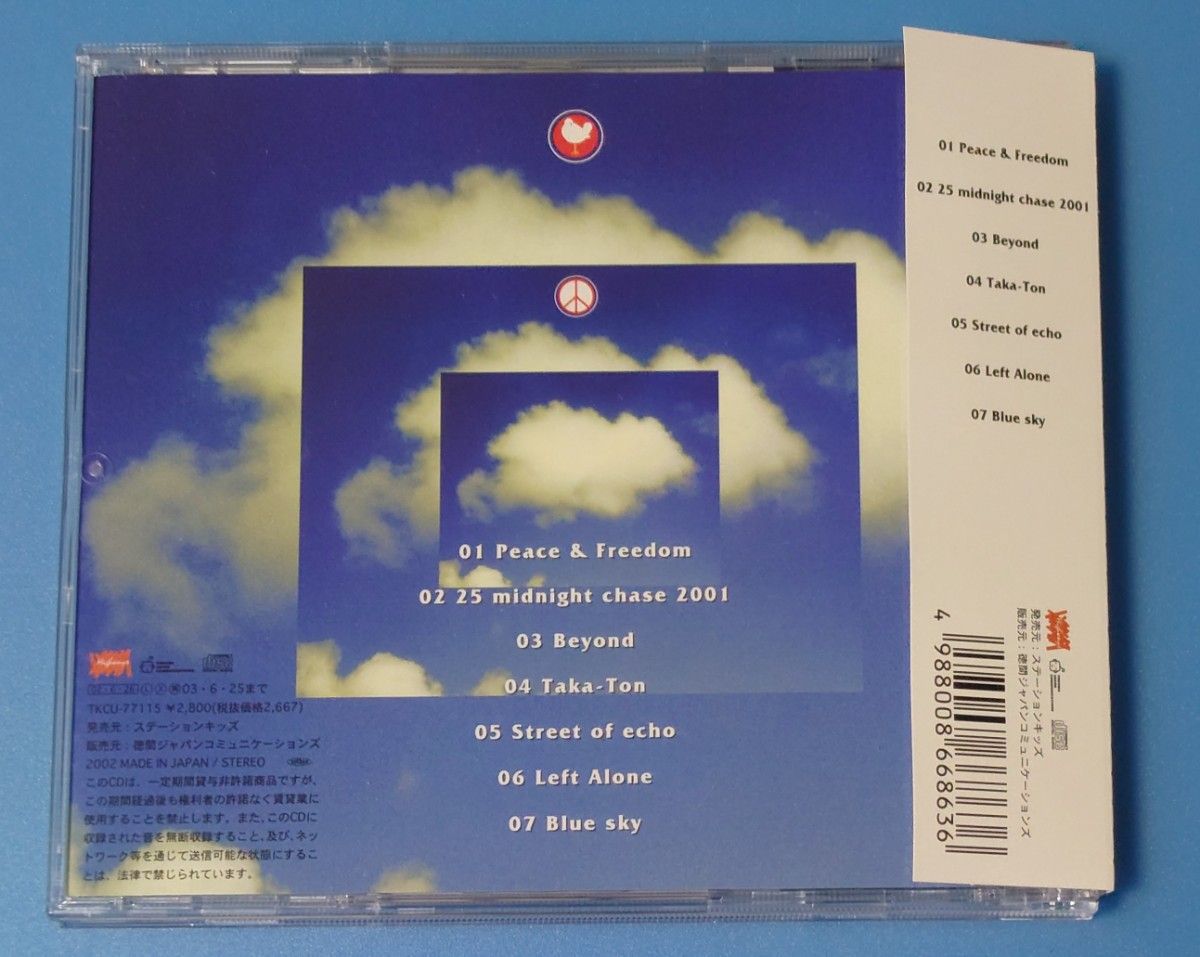 01 Peace & Freedom
02 25 midnight chase 2001
03 Beyond
04 Taka-Ton
05 Street of echo
06 Left Alone
07 Blue sky
03・6・25まで
TKCU-77115 ¥2,800(税抜価格2,667)
発売元：ステーションキッズ
販売元：徳間ジャパンコミュニケーションズ
2002 MADE IN JAPAN / STEREO
このCDは、一定期間貸与非許諾商品ですが、
この期間経過後も権利者の許諾なく賃貸業に
使用することを禁止します。また、このCDに
収録された音を無断収録すること、及び、ネッ
トワーク等を通じて送信可能な状態にするこ
とは、法律で禁じられています。
01 Peace & Freedom
02 25 midnight chase 2001
03 Beyond
04 Taka-Ton
05 Street of echo
06 Left Alone
07 Blue sky
発売元：ステーションキッズ
販売元：徳間ジャパンコミュニケーションズ
4 988008 668636